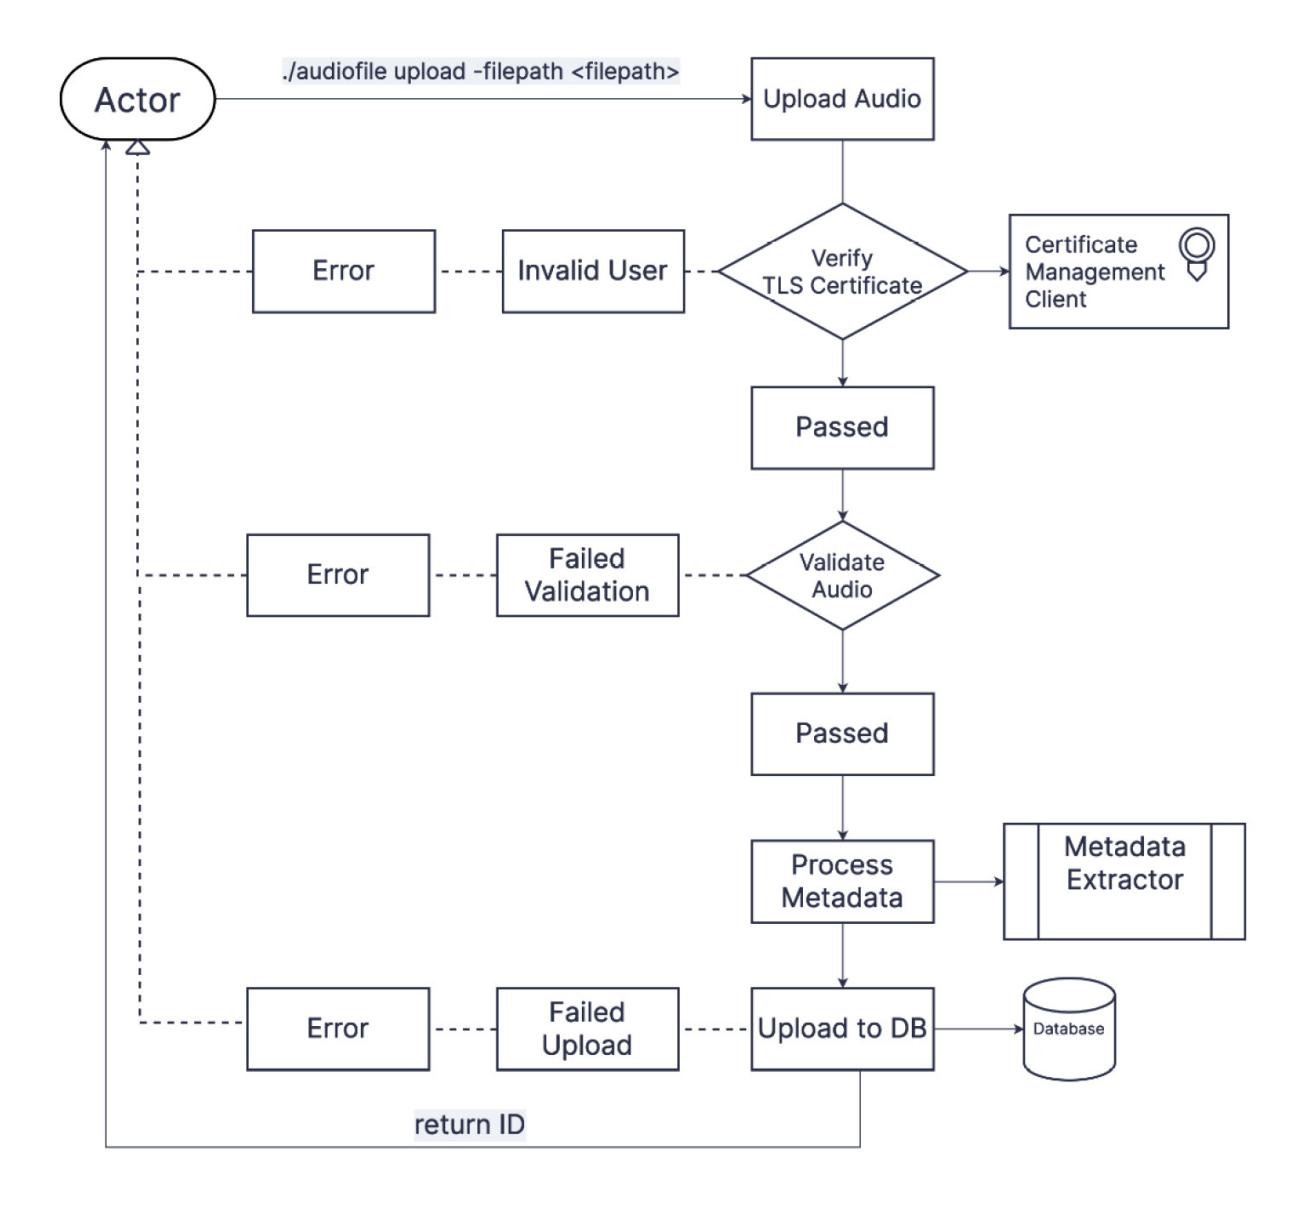 ./audiofile upload -filepath <filepath>
Actor
Upload Audio
Error
Invalid User
Verify
TLS Certificate
Certificate
Management
Client
Passed
Error
Failed
Validation
Validate
Audio
Passed
Process
Metadata
Metadata
Extractor
Error
Failed
Upload
Upload to DB
Database
return ID